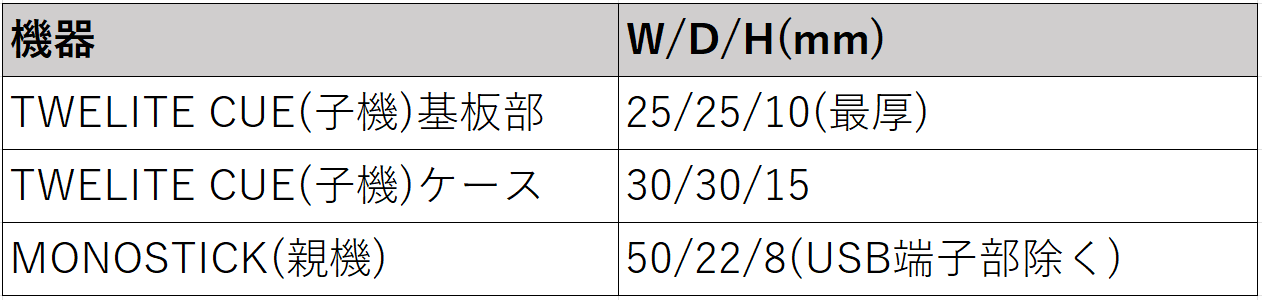 機器 W/D/H(mm)
TWELITE CUE(子機)基板部 25/25/10(最厚)
TWELITE CUE(子機)ケース 30/30/15
MONOSTICK(親機) 50/22/8(USB端子部除く)